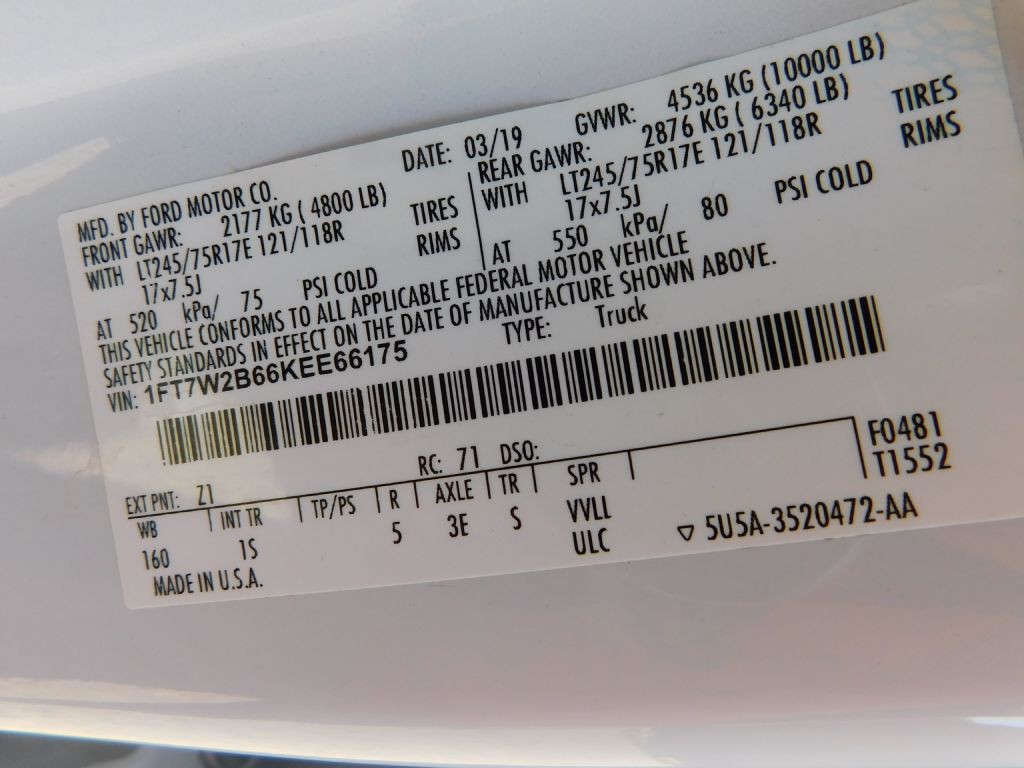 MFD. BY FORD MOTOR CO.
DATE: 03/19
GVWR: 4536 KG (10000 LB)
FRONT GAWR: 2177 KG ( 4800 LB)
REAR GAWR: 2876 KG ( 6340 LB)
WITH LT245/75R17E 121/118R TIRES
WITH LT245/75R17E 121/118R TIRES
17x7.5J RIMS
17x7.5J RIMS
AT 520 kPa/ 75 PSI COLD
AT 550 kPa/ 80 PSI COLD
THIS VEHICLE CONFORMS TO ALL APPLICABLE FEDERAL MOTOR VEHICLE
SAFETY STANDARDS IN EFFECT ON THE DATE OF MANUFACTURE SHOWN ABOVE.
VIN: 1FT7W2B66KEE66175
TYPE: Truck
F0481
T1552
EXT PNT: Z1 RC: 71 DSO:
WB INT TR TP/PS R AXLE TR SPR
160 1S 5 3E S VVLL
ULC
MADE IN U.S.A.
▽ 5U5A-3520472-AA